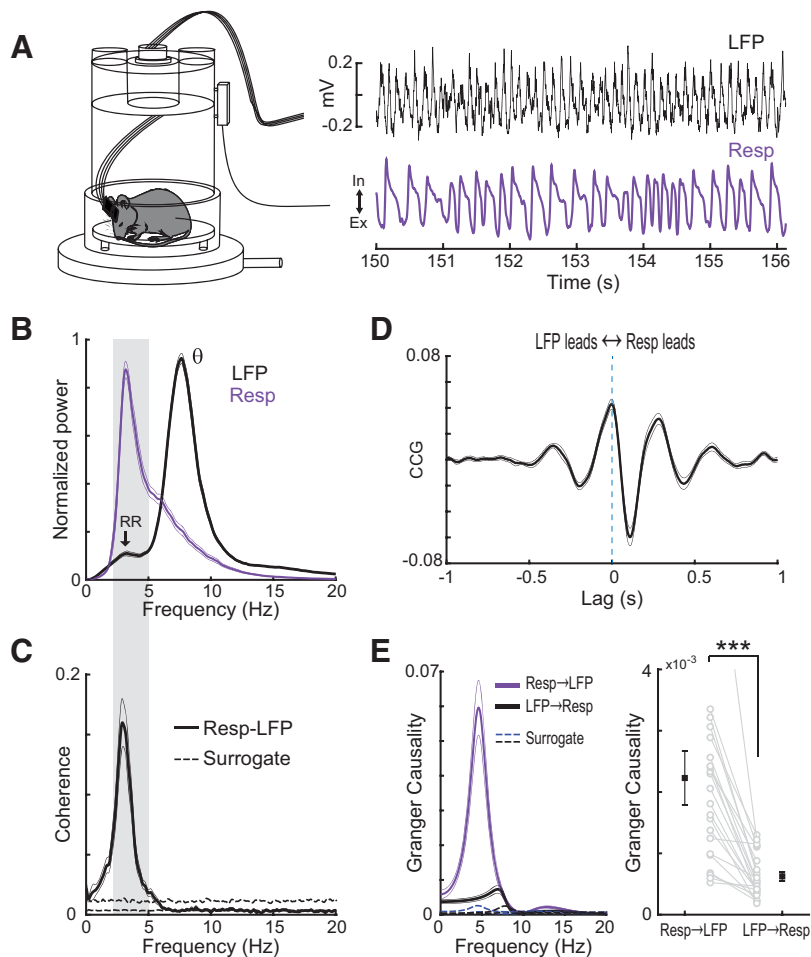 A
LFP
0.2
mV
-0.2
Resp
In
Ex
150 151 152 153 154 155 156
Time (s)
B
1
θ
LFP
Resp
Normalized power
RR
0
0 5 10 15 20
Frequency (Hz)
C
0.2
Resp-LFP
Surrogate
Coherence
0
0 5 10 15 20
Frequency (Hz)
D
LFP leads ↔ Resp leads
0.08
CCG
-0.08
-1 -0.5 0 0.5 1
Lag (s)
E
0.07
Resp→LFP
LFP→Resp
Surrogate
Granger Causality
0
0 5 10 15 20
Frequency (Hz)
x10⁻³
***
4
Granger Causality
0
Resp→LFP LFP→Resp